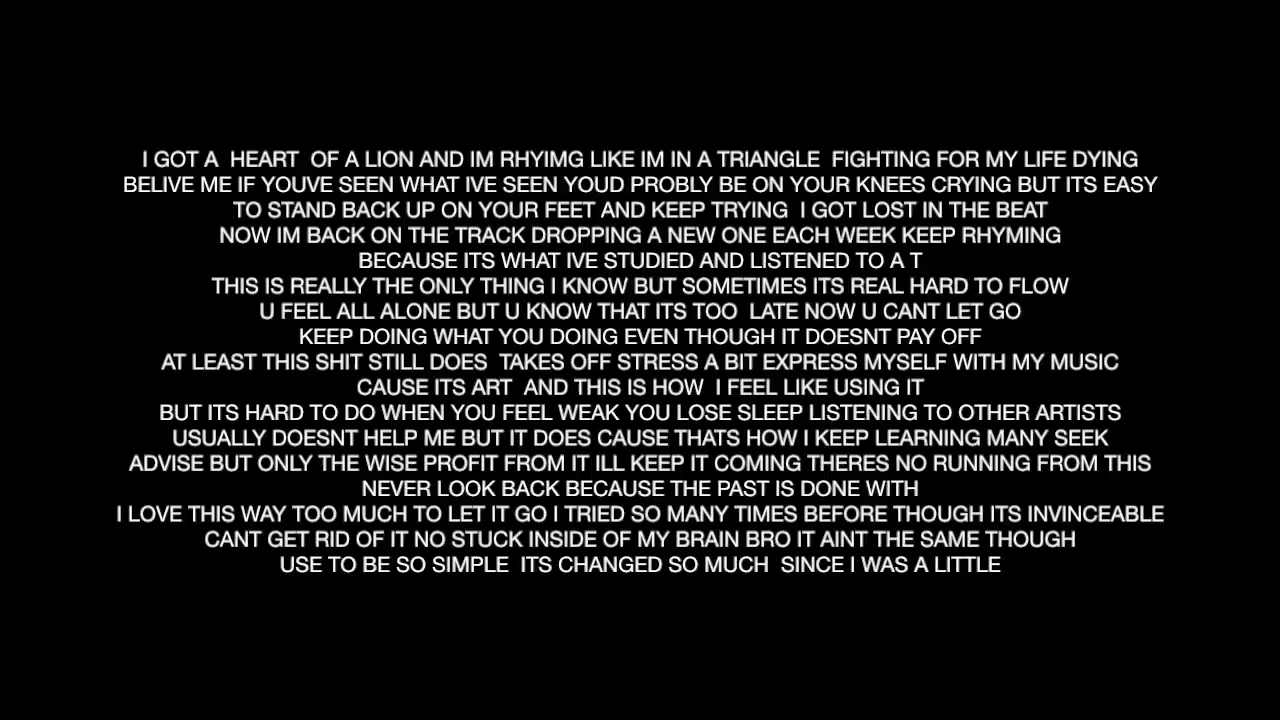 I GOT A  HEART  OF A LION AND IM RHYIMG LIKE IM IN A TRIANGLE  FIGHTING FOR MY LIFE DYING
BELIVE ME IF YOUVE SEEN WHAT IVE SEEN YOUD PROBLY BE ON YOUR KNEES CRYING BUT ITS EASY
TO STAND BACK UP ON YOUR FEET AND KEEP TRYING  I GOT LOST IN THE BEAT
NOW IM BACK ON THE TRACK DROPPING A NEW ONE EACH WEEK KEEP RHYMING
BECAUSE ITS WHAT IVE STUDIED AND LISTENED TO A T
THIS IS REALLY THE ONLY THING I KNOW BUT SOMETIMES ITS REAL HARD TO FLOW
U FEEL ALL ALONE BUT U KNOW THAT ITS TOO  LATE NOW U CANT LET GO
KEEP DOING WHAT YOU DOING EVEN THOUGH IT DOESNT PAY OFF
AT LEAST THIS SHIT STILL DOES  TAKES OFF STRESS A BIT EXPRESS MYSELF WITH MY MUSIC
CAUSE ITS ART  AND THIS IS HOW  I FEEL LIKE USING IT
BUT ITS HARD TO DO WHEN YOU FEEL WEAK YOU LOSE SLEEP LISTENING TO OTHER ARTISTS
USUALLY DOESNT HELP ME BUT IT DOES CAUSE THATS HOW I KEEP LEARNING MANY SEEK
ADVISE BUT ONLY THE WISE PROFIT FROM IT ILL KEEP IT COMING THERES NO RUNNING FROM THIS
NEVER LOOK BACK BECAUSE THE PAST IS DONE WITH
I LOVE THIS WAY TOO MUCH TO LET IT GO I TRIED SO MANY TIMES BEFORE THOUGH ITS INVINCEABLE
CANT GET RID OF IT NO STUCK INSIDE OF MY BRAIN BRO IT AINT THE SAME THOUGH
USE TO BE SO SIMPLE  ITS CHANGED SO MUCH  SINCE I WAS A LITTLE